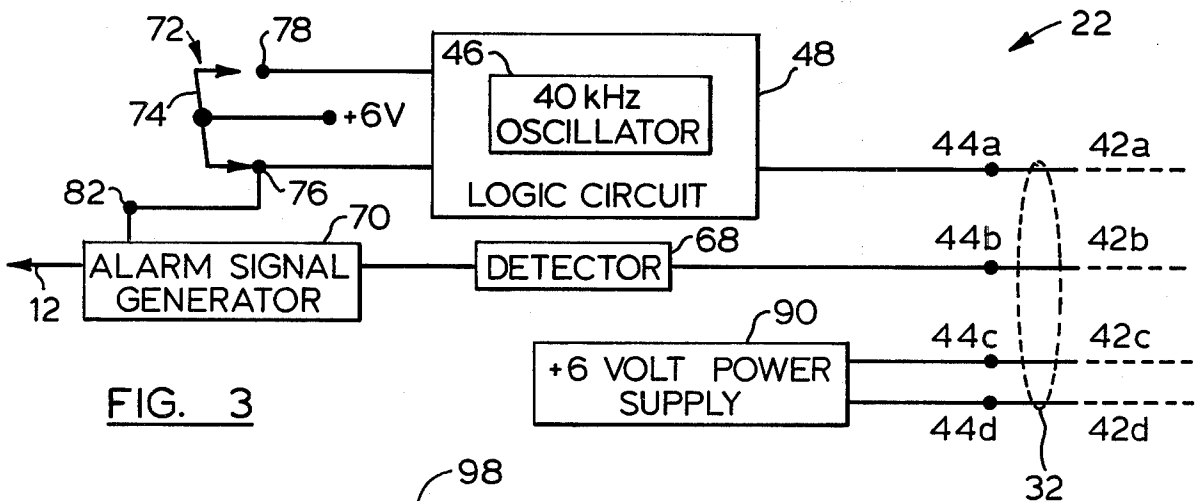 72
78
46
48
22
74
+6V
40 kHz
OSCILLATOR
44a
42a
82
76
LOGIC CIRCUIT
70
68
44b
42b
12
ALARM SIGNAL
GENERATOR
DETECTOR
90
44c
42c
+6 VOLT POWER
SUPPLY
FIG. 3
44d
42d
32
98